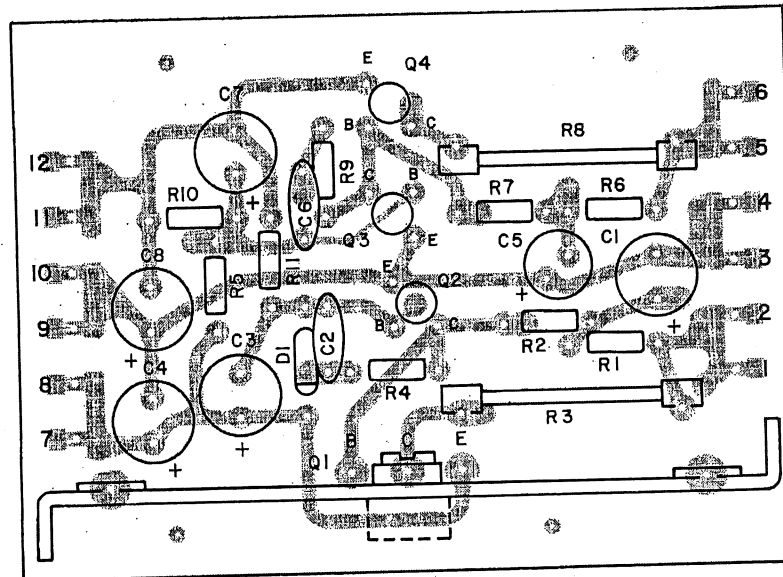 E Q4
C7
6
B C
R8
5
12
R9
C B
R10
R7 R6
4
11
+
C6
Q3
E
C5 C1
3
10
C8
R5
R11
E
Q2
+
2
9
B C
R2
+
+
C4
C3
D1
C2
R4
R1
1
8
R3
7
+
+
Q1
B C E